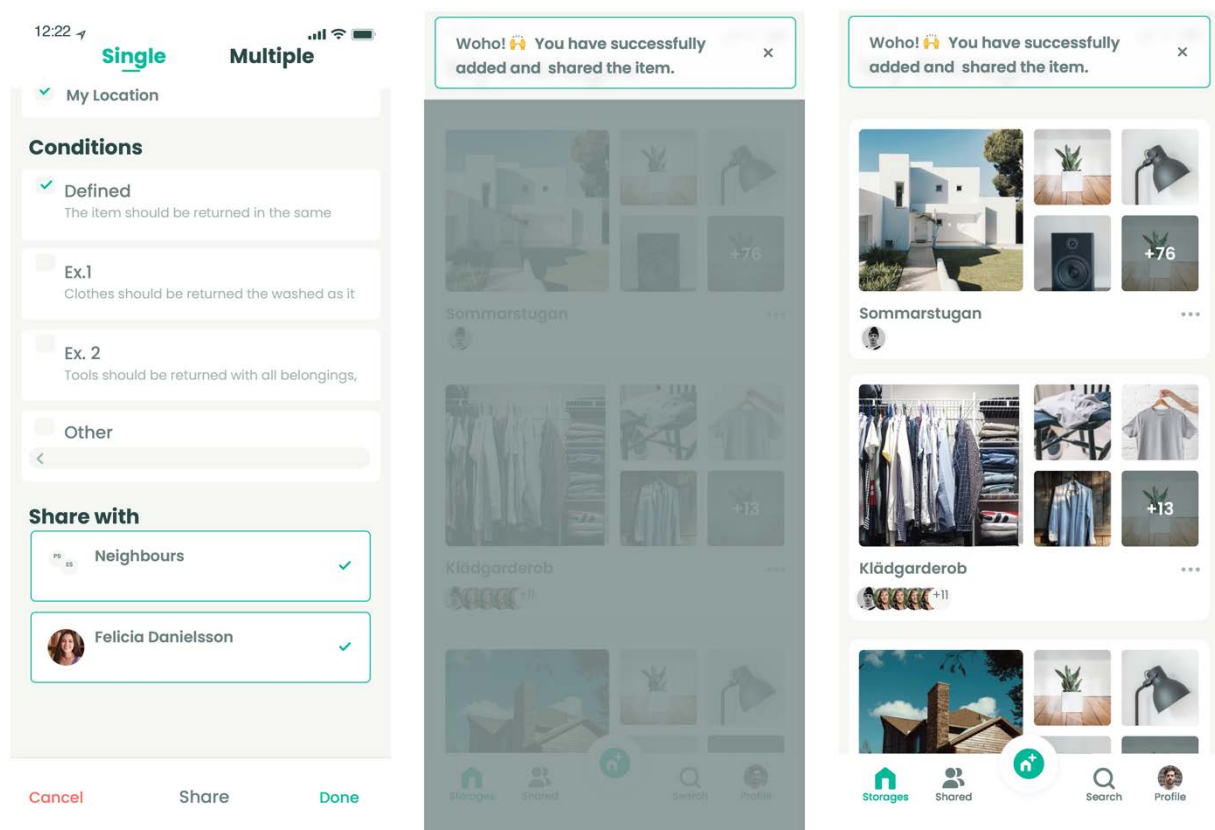 12:22
Single Multiple
My Location
Conditions
Defined
The item should be returned in the same
Ex.1
Clothes should be returned the washed as it
Ex. 2
Tools should be returned with all belongings,
Other
Share with
PS
ES
Neighbours
Felicia Danielsson
Cancel Share Done
Woho! 🙌 You have successfully
added and shared the item.
+76
Sommarstugan
+13
Klädgarderob
+11
Storages Shared Search Profile
Woho! 🙌 You have successfully
added and shared the item.
+76
Sommarstugan
+13
Klädgarderob
+11
Storages Shared Search Profile